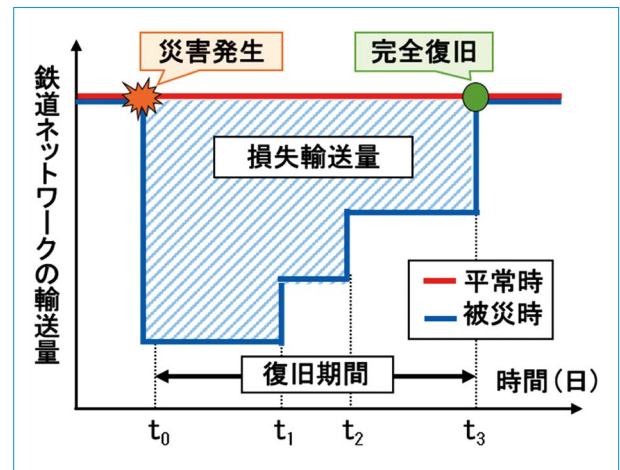 災害発生
完全復旧
鉄道ネットワークの輸送量
損失輸送量
平常時
被災時
復旧期間
時間(日)
t0
t1
t2
t3